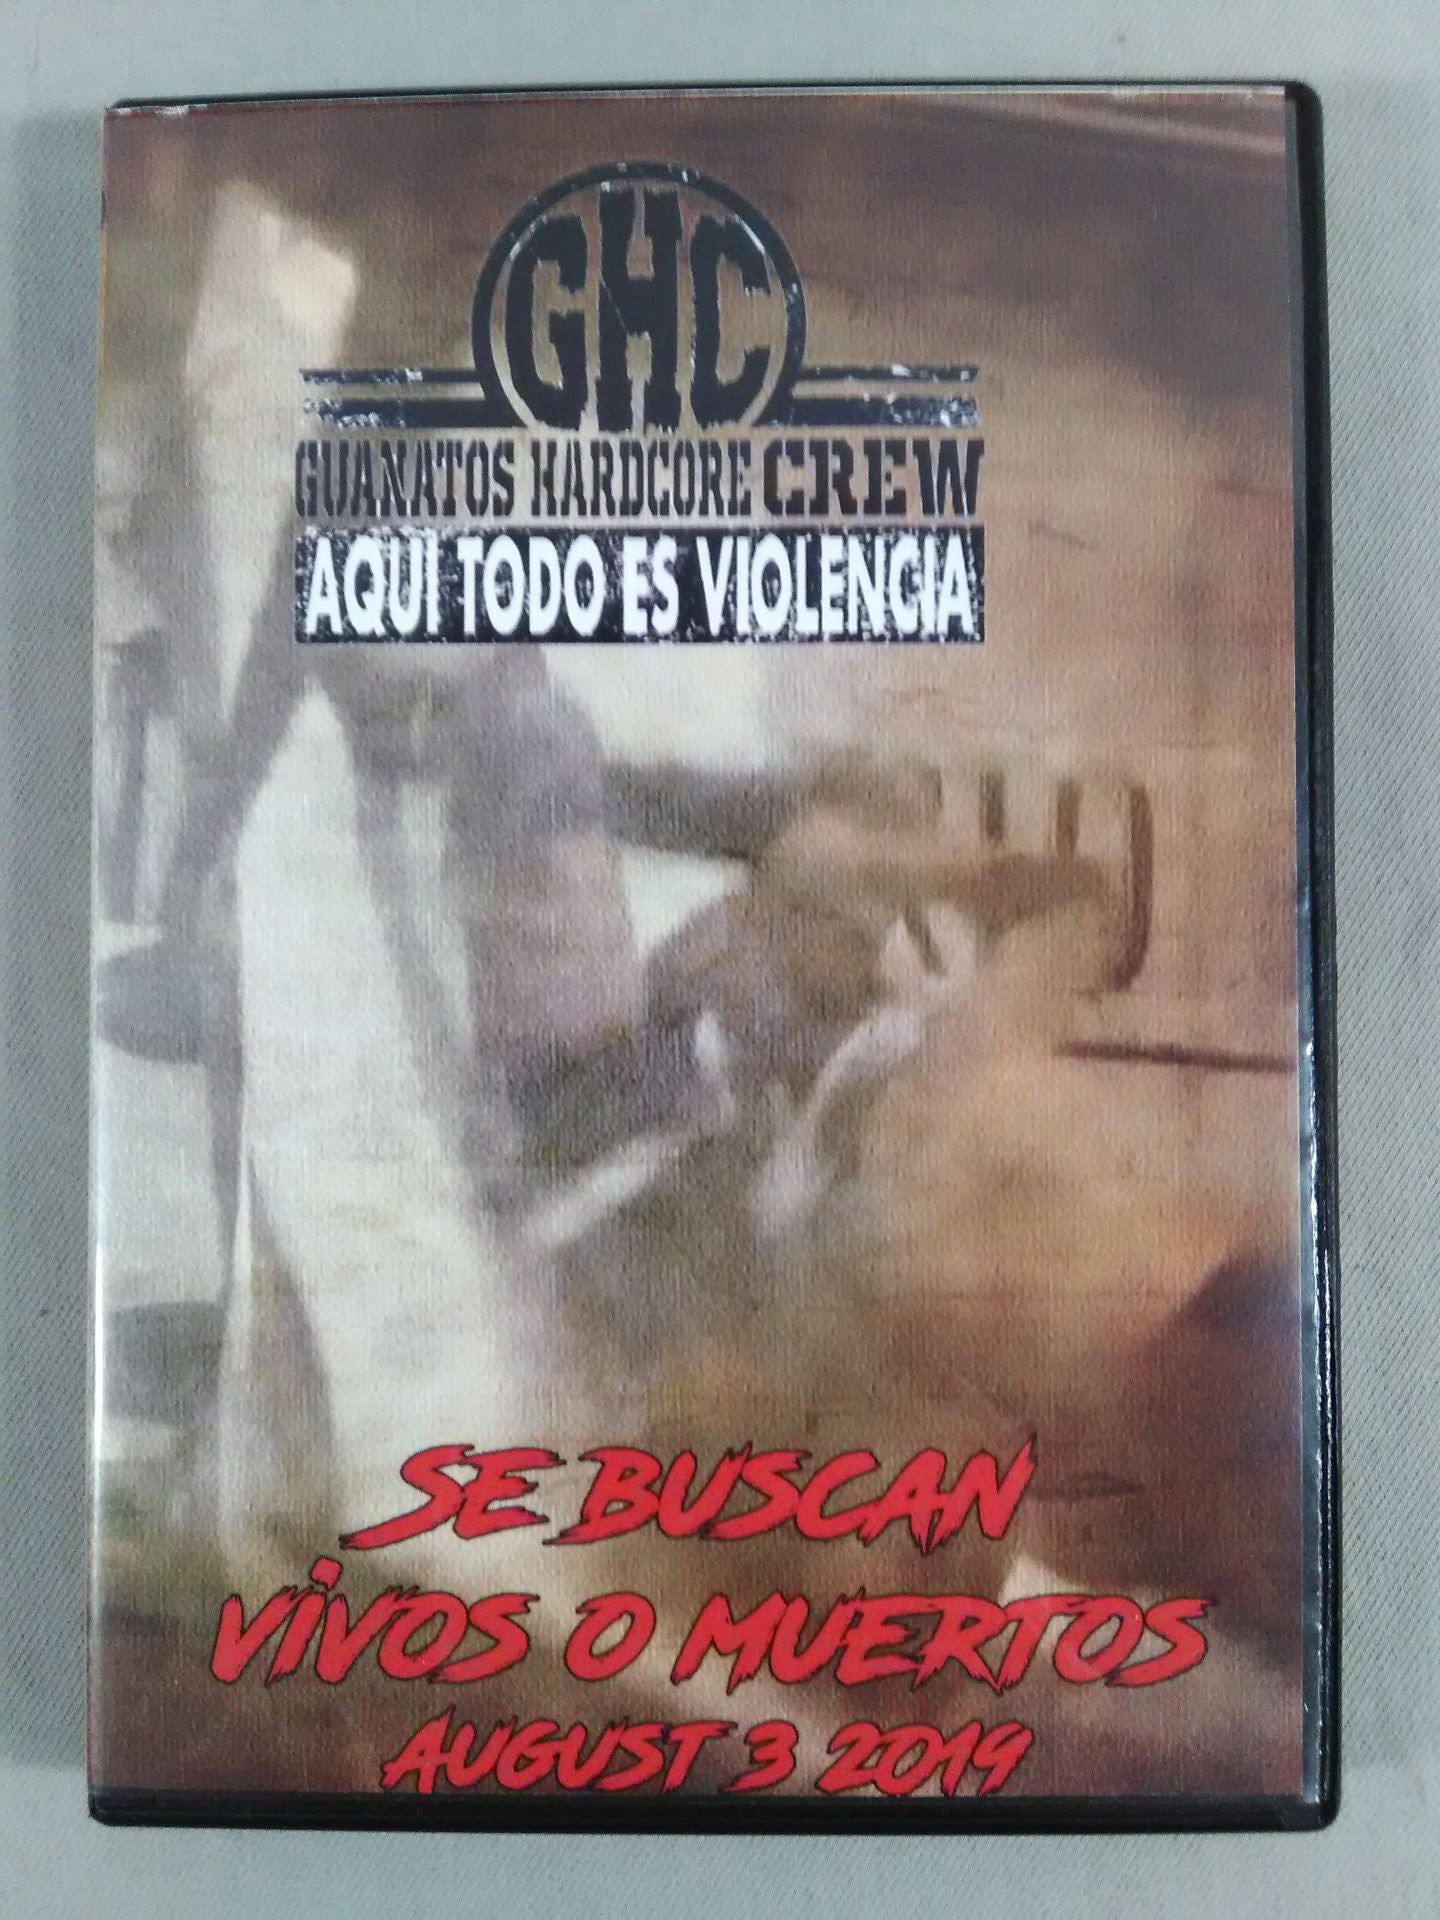 GHC
GUANATOS HARDCORE CREW
AQUI TODO ES VIOLENCIA
SE BUSCAN
VIVOS O MUERTOS
AUGUST 3 2019